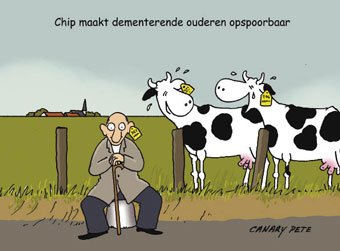 Chip maakt dementerende ouderen opspoorbaar
CANARY PETE